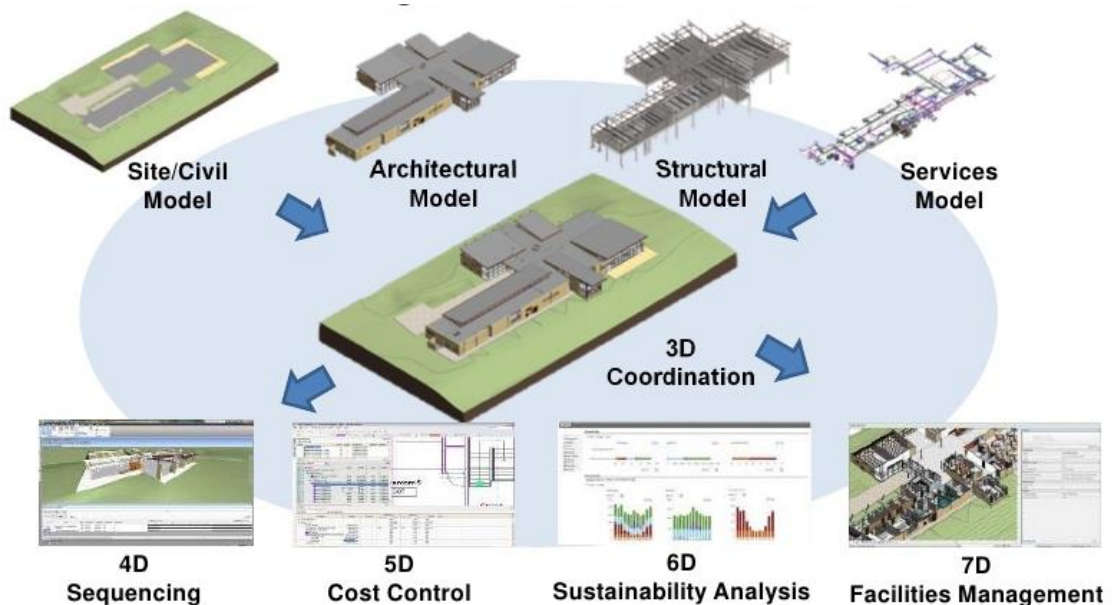 Site/Civil
Model
Architectural
Model
Structural
Model
Services
Model
3D
Coordination
4D
Sequencing
5D
Cost Control
6D
Sustainability Analysis
7D
Facilities Management